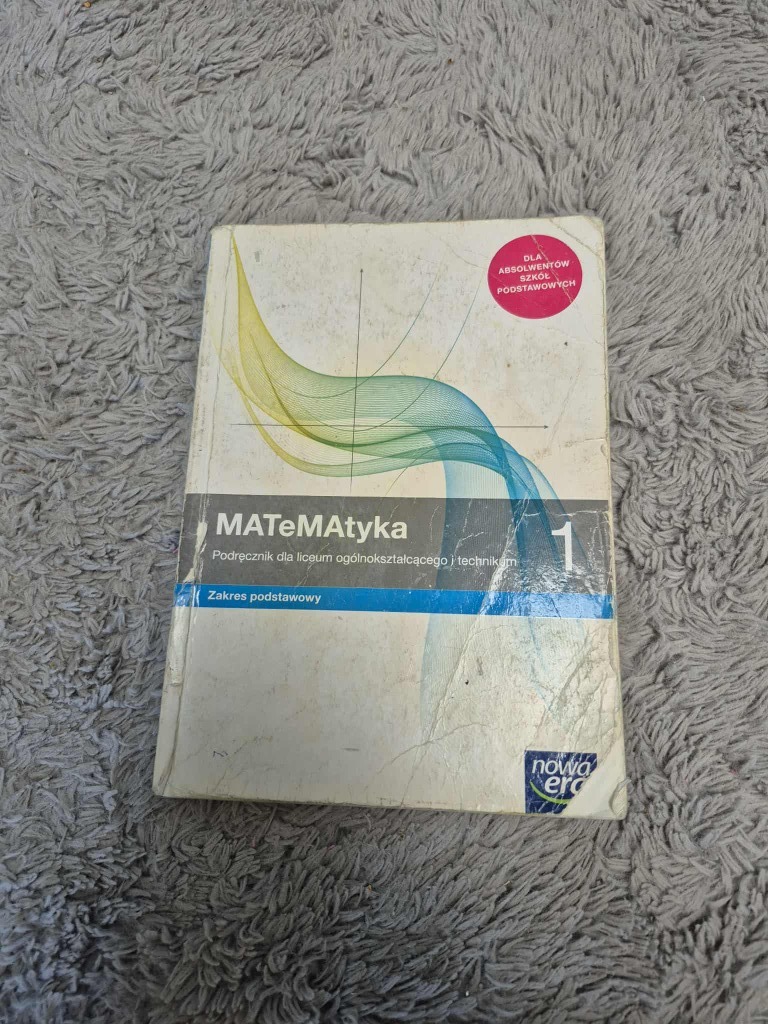 DLA
ABSOLWENTÓW
SZKÓŁ
PODSTAWOWYCH
MATeMAtyka
1
Podręcznik dla liceum ogólnokształcącego i technikum
Zakres podstawowy
nowa
era